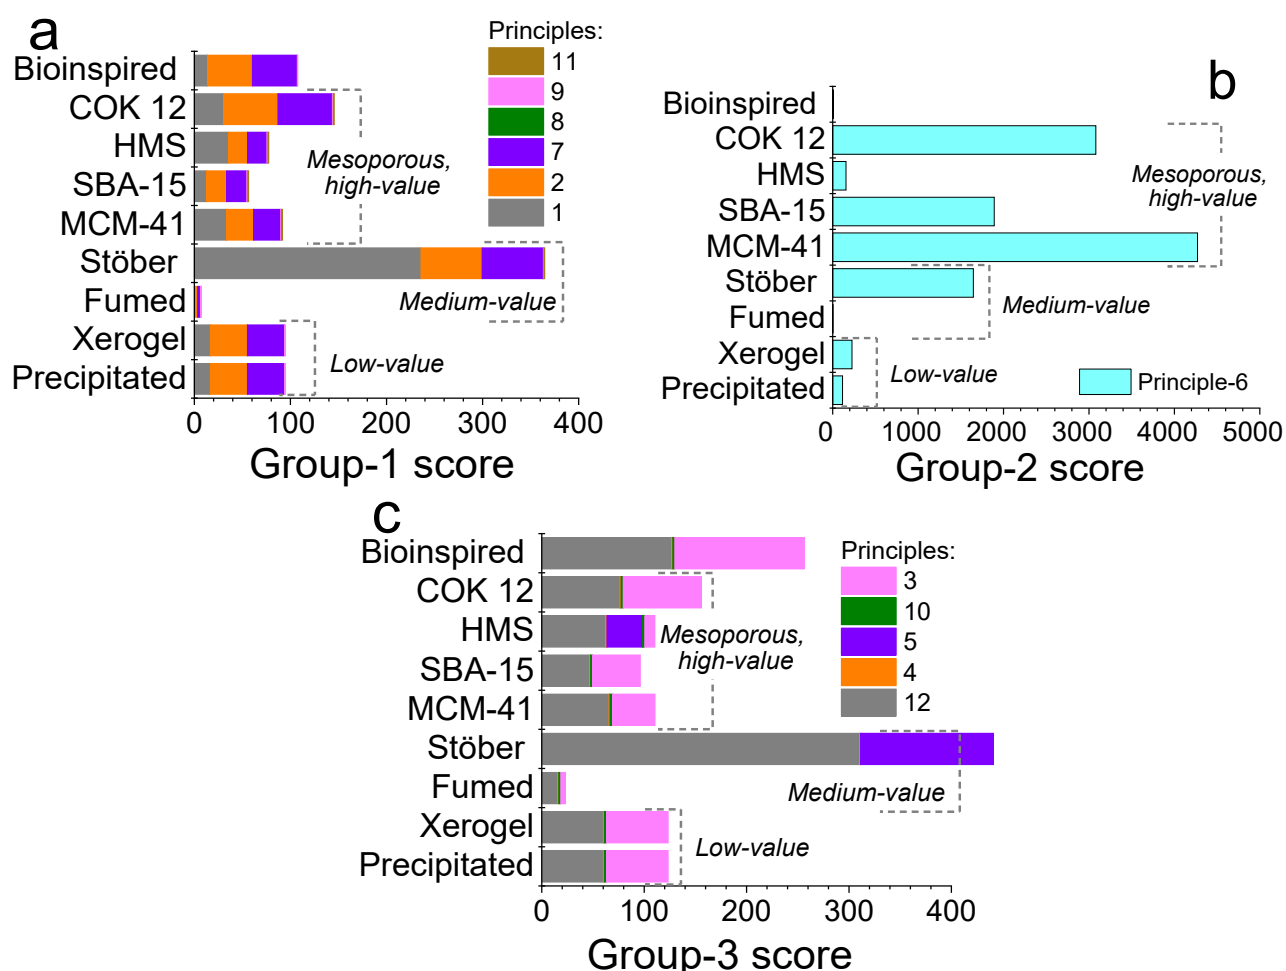 a
Principles:
11
9
8
7
2
1
Bioinspired
COK 12
HMS
SBA-15
MCM-41
Stöber
Fumed
Xerogel
Precipitated
Mesoporous,
high-value
Medium-value
Low-value
0 100 200 300 400
Group-1 score
b
Bioinspired
COK 12
HMS
SBA-15
MCM-41
Stöber
Fumed
Xerogel
Precipitated
Mesoporous,
high-value
Medium-value
Low-value
Principle-6
0 1000 2000 3000 4000 5000
Group-2 score
c
Bioinspired
COK 12
HMS
SBA-15
MCM-41
Stöber
Fumed
Xerogel
Precipitated
Principles:
3
10
5
4
12
Mesoporous,
high-value
Medium-value
Low-value
0 100 200 300 400
Group-3 score